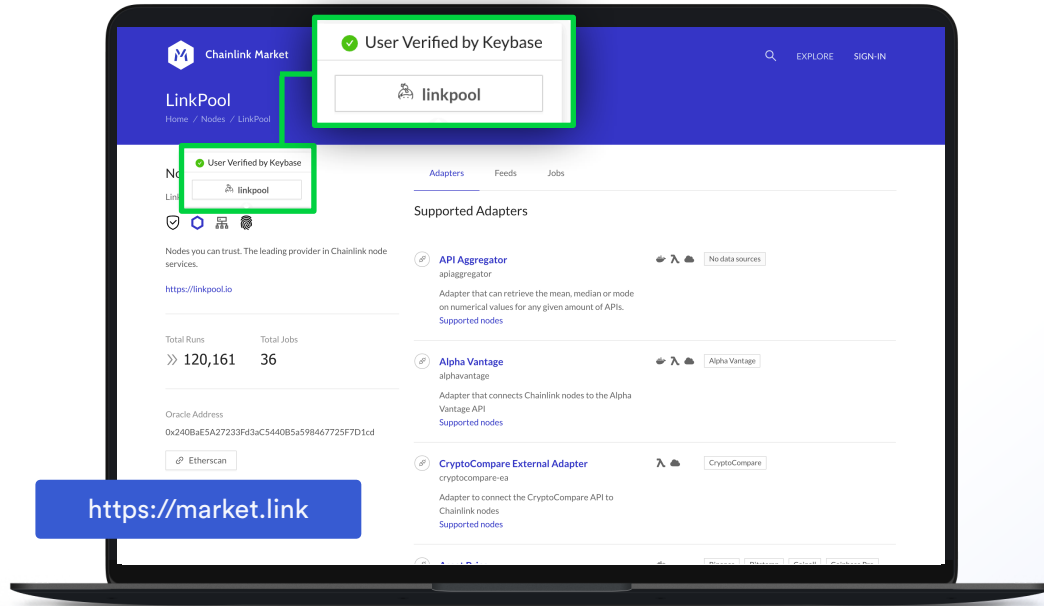 User Verified by Keybase
linkpool
Chainlink Market
EXPLORE
SIGN-IN
LinkPool
Home / Nodes / LinkPool
User Verified by Keybase
linkpool
Nodes you can trust. The leading provider in Chainlink node
services.
https://linkpool.io
Total Runs
Total Jobs
120,161
36
Oracle Address
0x240BaE5A27233Fd3aC5440B5a598467725F7D1cd
Etherscan
https://market.link
Adapters
Feeds
Jobs
Supported Adapters
API Aggregator
No data sources
apiaggregator
Adapter that can retrieve the mean, median or mode
on numerical values for any given amount of APIs.
Supported nodes
Alpha Vantage
Alpha Vantage
alphavantage
Adapter that connects Chainlink nodes to the Alpha
Vantage API
Supported nodes
CryptoCompare External Adapter
CryptoCompare
cryptocompare-ea
Adapter to connect the CryptoCompare API to
Chainlink nodes
Supported nodes